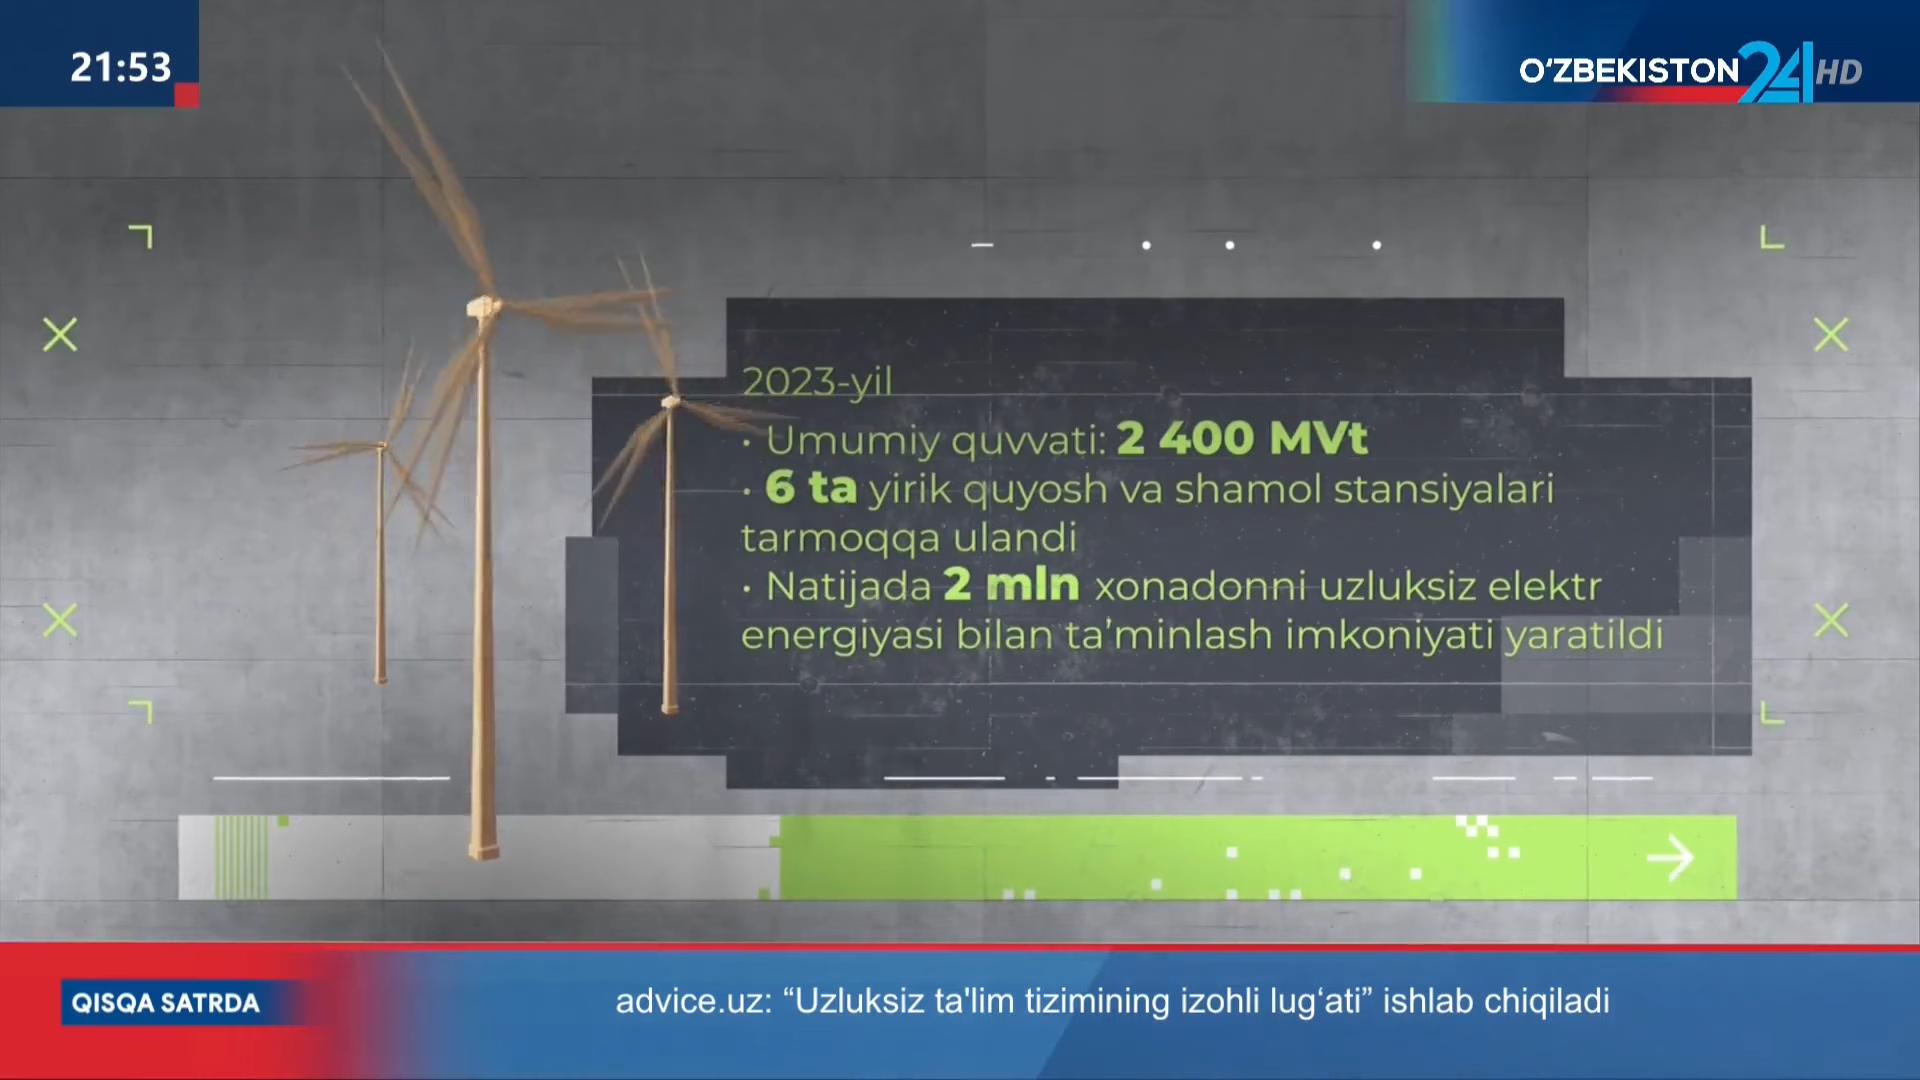 21:53
O‘ZBEKISTON 24 HD
2023-yil
• Umumiy quvvati: 2 400 MVt
• 6 ta yirik quyosh va shamol stansiyalari
tarmoqqa ulandi
• Natijada 2 mln xonadonni uzluksiz elektr
energiyasi bilan ta’minlash imkoniyati yaratildi
QISQA SATRDA
advice.uz: “Uzluksiz ta'lim tizimining izohli lug‘ati” ishlab chiqiladi